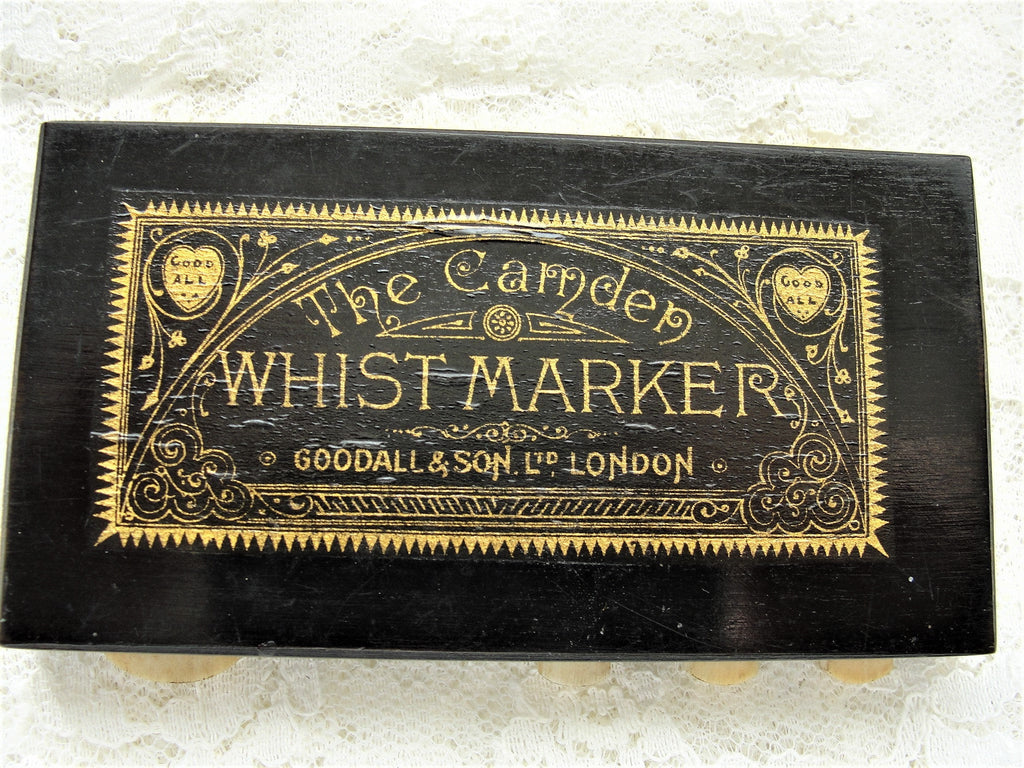 GOOD
ALL
GOOD
ALL
The Camden
WHIST MARKER
GOODALL & SON. LTD. LONDON